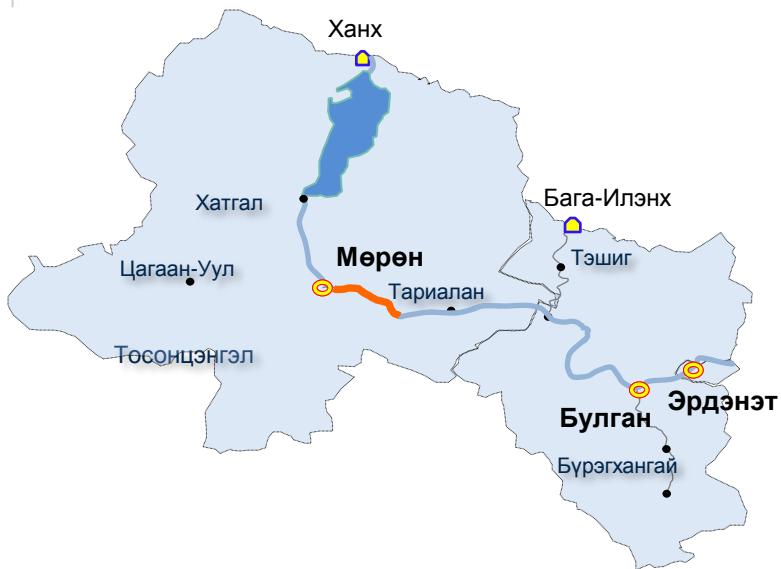 Ханх
Бага-Илэнх
Хатгал
Тэшиг
Мөрөн
Цагаан-Уул
Тариалан
Тосонцэнгэл
Эрдэнэт
Булган
Бүрэгхангай